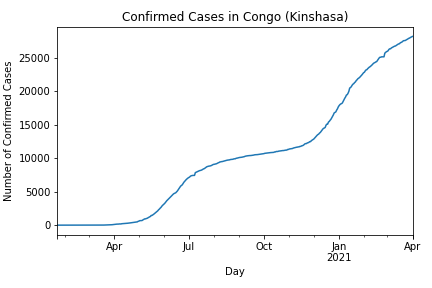 Confirmed Cases in Congo (Kinshasa)
Number of Confirmed Cases
25000
20000
15000
10000
5000
0
Apr Jul Oct Jan Apr
2021
Day